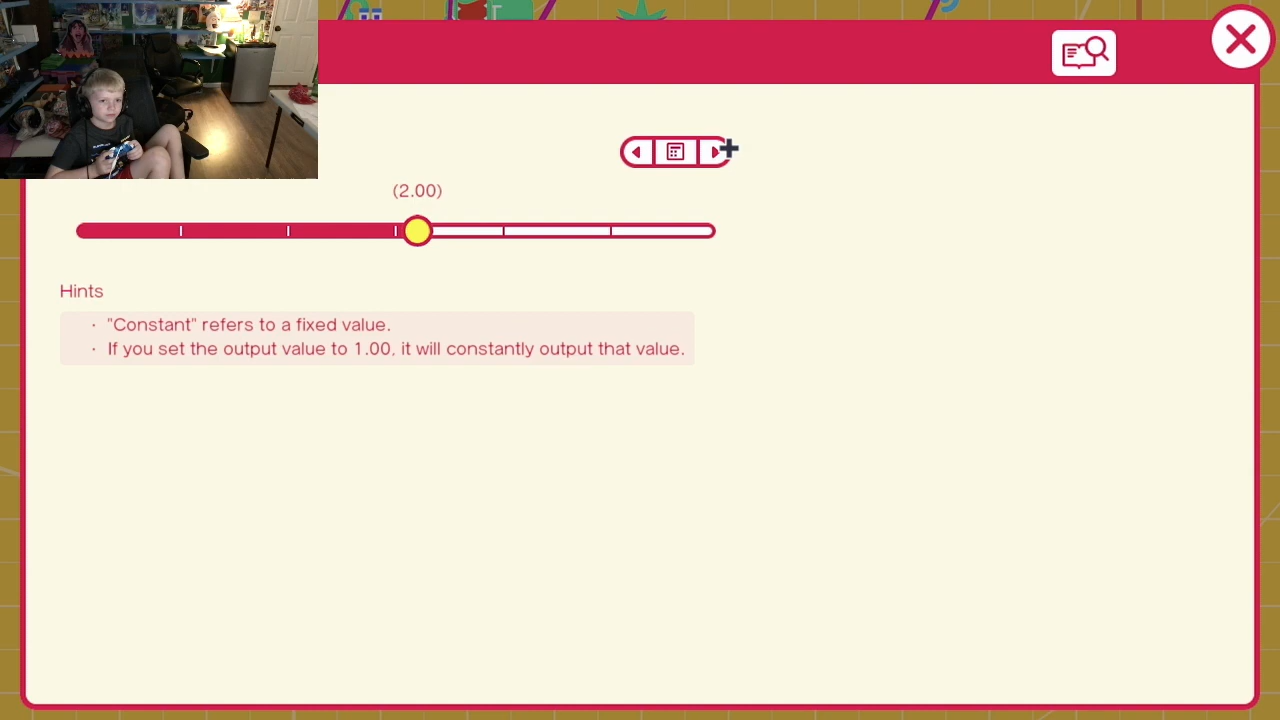 (2.00)
Hints
· "Constant" refers to a fixed value.
· If you set the output value to 1.00, it will constantly output that value.